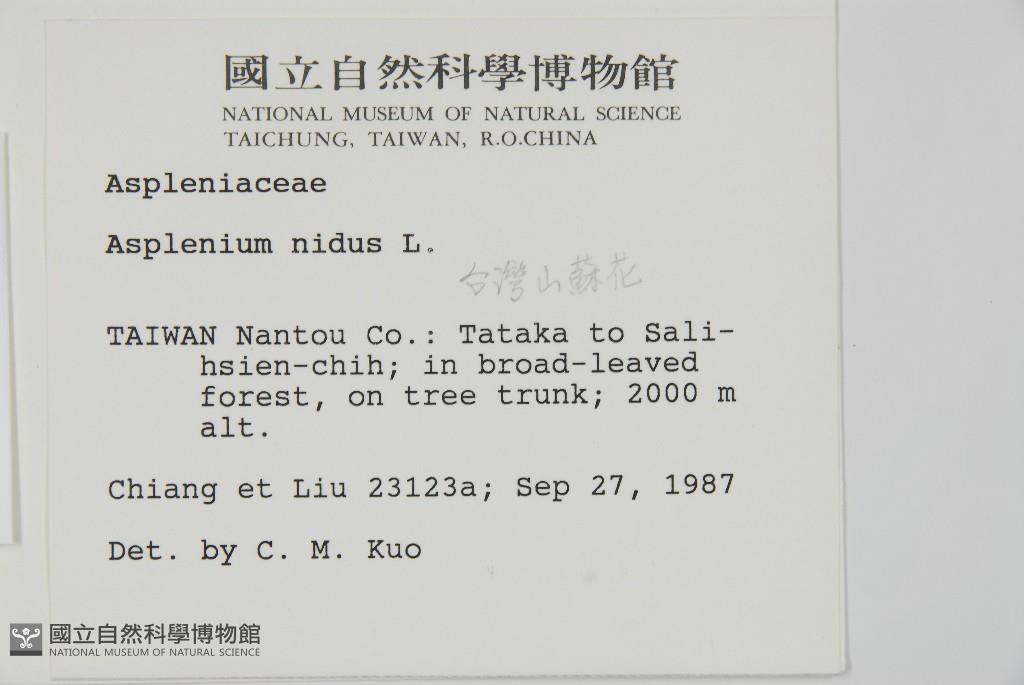 國立自然科學博物館
NATIONAL MUSEUM OF NATURAL SCIENCE
TAICHUNG, TAIWAN, R.O.CHINA
Aspleniaceae
Asplenium nidus L.
台灣山蘇花
TAIWAN Nantou Co.: Tataka to Sali-
hsien-chih; in broad-leaved
forest, on tree trunk; 2000 m
alt.
Chiang et Liu 23123a; Sep 27, 1987
Det. by C. M. Kuo
國立自然科學博物館
NATIONAL MUSEUM OF NATURAL SCIENCE